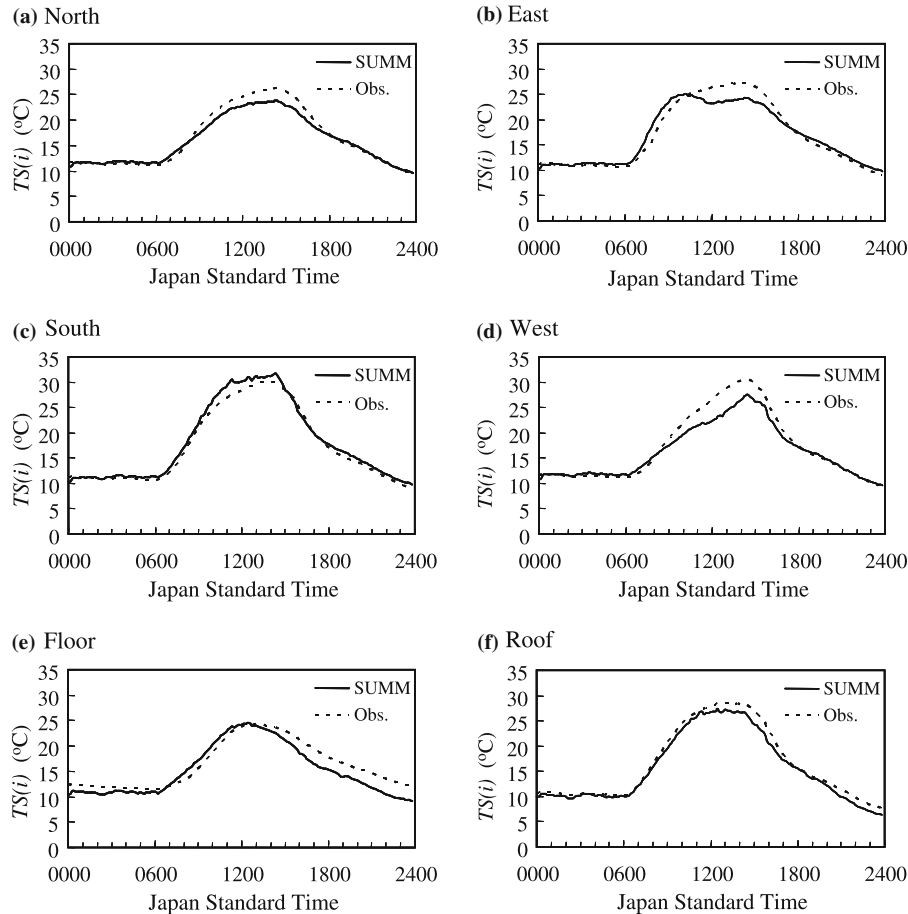 (a) North
35
30
25
20
15
10
5
0
TS(i) (°C)
SUMM
Obs.
0000 0600 1200 1800 2400
Japan Standard Time
(b) East
35
30
25
20
15
10
5
0
TS(i) (°C)
SUMM
Obs.
0000 0600 1200 1800 2400
Japan Standard Time
(c) South
35
30
25
20
15
10
5
0
TS(i) (°C)
SUMM
Obs.
0000 0600 1200 1800 2400
Japan Standard Time
(d) West
35
30
25
20
15
10
5
0
TS(i) (°C)
SUMM
Obs.
0000 0600 1200 1800 2400
Japan Standard Time
(e) Floor
35
30
25
20
15
10
5
0
TS(i) (°C)
SUMM
Obs.
0000 0600 1200 1800 2400
Japan Standard Time
(f) Roof
35
30
25
20
15
10
5
0
TS(i) (°C)
SUMM
Obs.
0000 0600 1200 1800 2400
Japan Standard Time